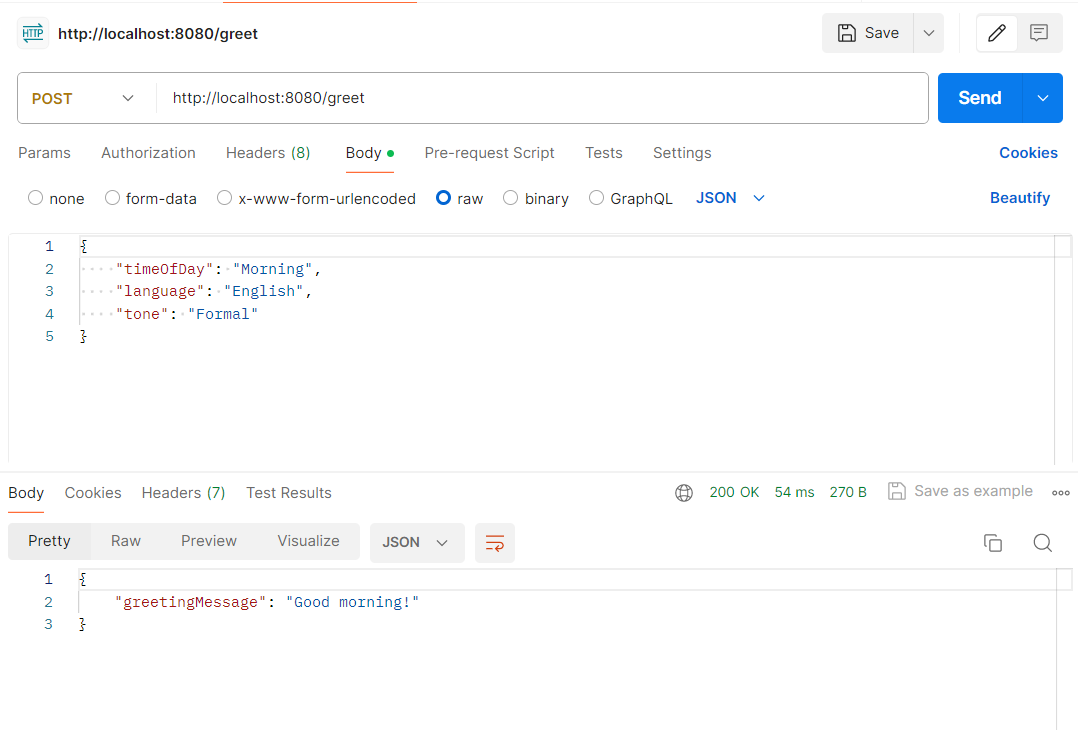 HTTP http://localhost:8080/greet Save
POST http://localhost:8080/greet Send
Params Authorization Headers (8) Body Pre-request Script Tests Settings Cookies
none form-data x-www-form-urlencoded raw binary GraphQL JSON Beautify
1 {
2 "timeOfDay": "Morning",
3 "language": "English",
4 "tone": "Formal"
5 }
Body Cookies Headers (7) Test Results 200 OK 54 ms 270 B Save as example
Pretty Raw Preview Visualize JSON
1 {
2 "greetingMessage": "Good morning!"
3 }